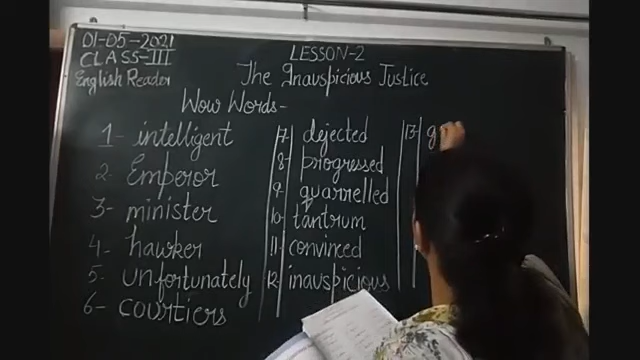 01-05-2021
CLASS-III
English Reader
LESSON-2
The Inauspicious Justice
Wow Words-
1- intelligent
2- Emperor
3- minister
4- hawker
5- unfortunately
6- courtiers
7- dejected
8- progressed
9- quarrelled
10- tantrum
11- convinced
12- inauspicious
13- g